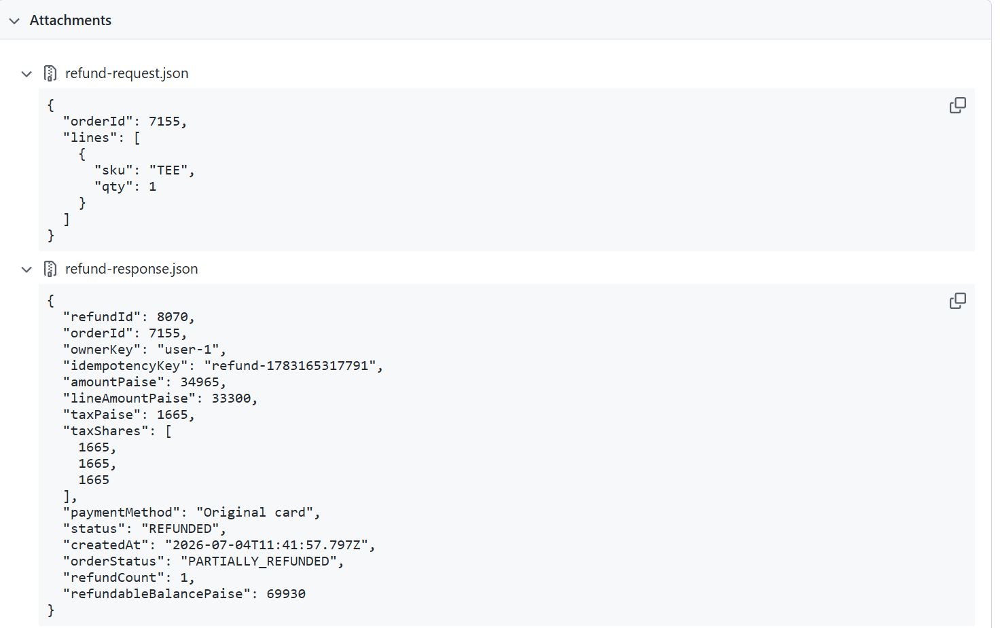 Attachments
refund-request.json
{
  "orderId": 7155,
  "lines": [
    {
      "sku": "TEE",
      "qty": 1
    }
  ]
}
refund-response.json
{
  "refundId": 8070,
  "orderId": 7155,
  "ownerKey": "user-1",
  "idempotencyKey": "refund-1783165317791",
  "amountPaise": 34965,
  "lineAmountPaise": 33300,
  "taxPaise": 1665,
  "taxShares": [
    1665,
    1665,
    1665
  ],
  "paymentMethod": "Original card",
  "status": "REFUNDED",
  "createdAt": "2026-07-04T11:41:57.797Z",
  "orderStatus": "PARTIALLY_REFUNDED",
  "refundCount": 1,
  "refundableBalancePaise": 69930
}